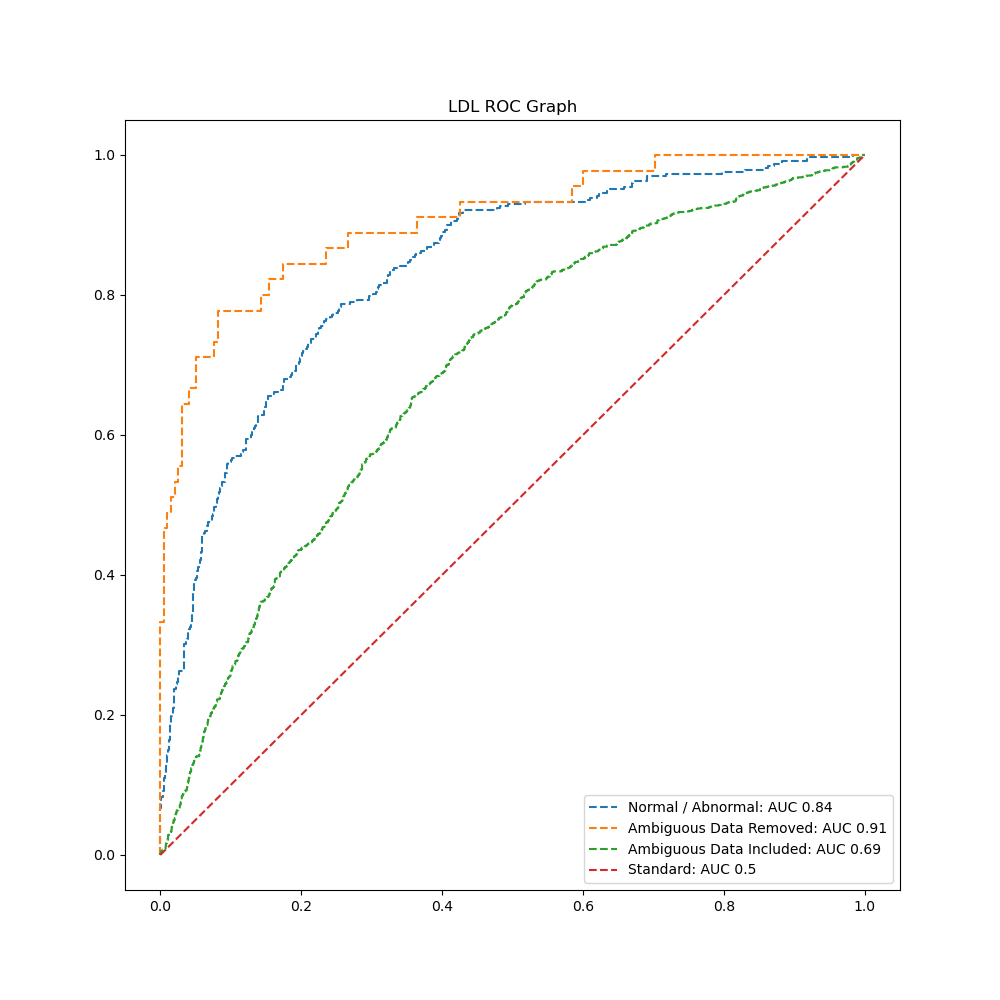 LDL ROC Graph
1.0
0.8
0.6
0.4
0.2
0.0
Normal / Abnormal: AUC 0.84
Ambiguous Data Removed: AUC 0.91
Ambiguous Data Included: AUC 0.69
Standard: AUC 0.5
0.0 0.2 0.4 0.6 0.8 1.0